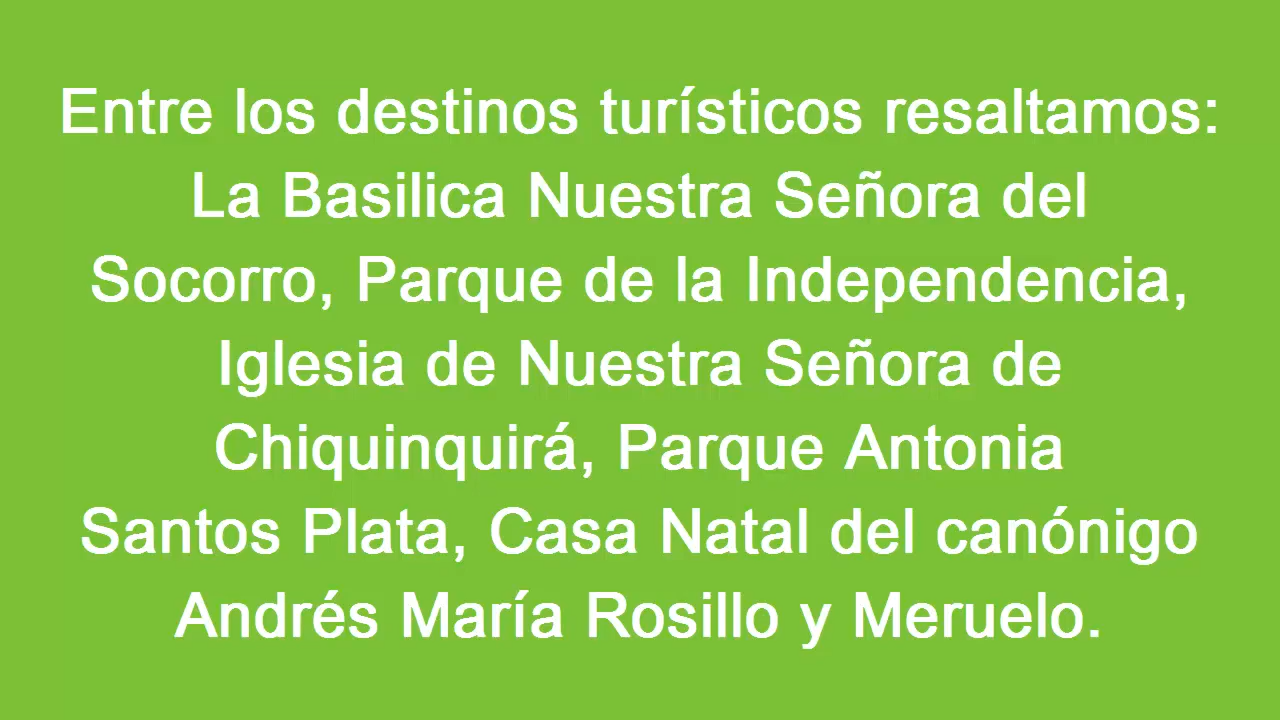 Entre los destinos turísticos resaltamos:
La Basilica Nuestra Señora del
Socorro, Parque de la Independencia,
Iglesia de Nuestra Señora de
Chiquinquirá, Parque Antonia
Santos Plata, Casa Natal del canónigo
Andrés María Rosillo y Meruelo.